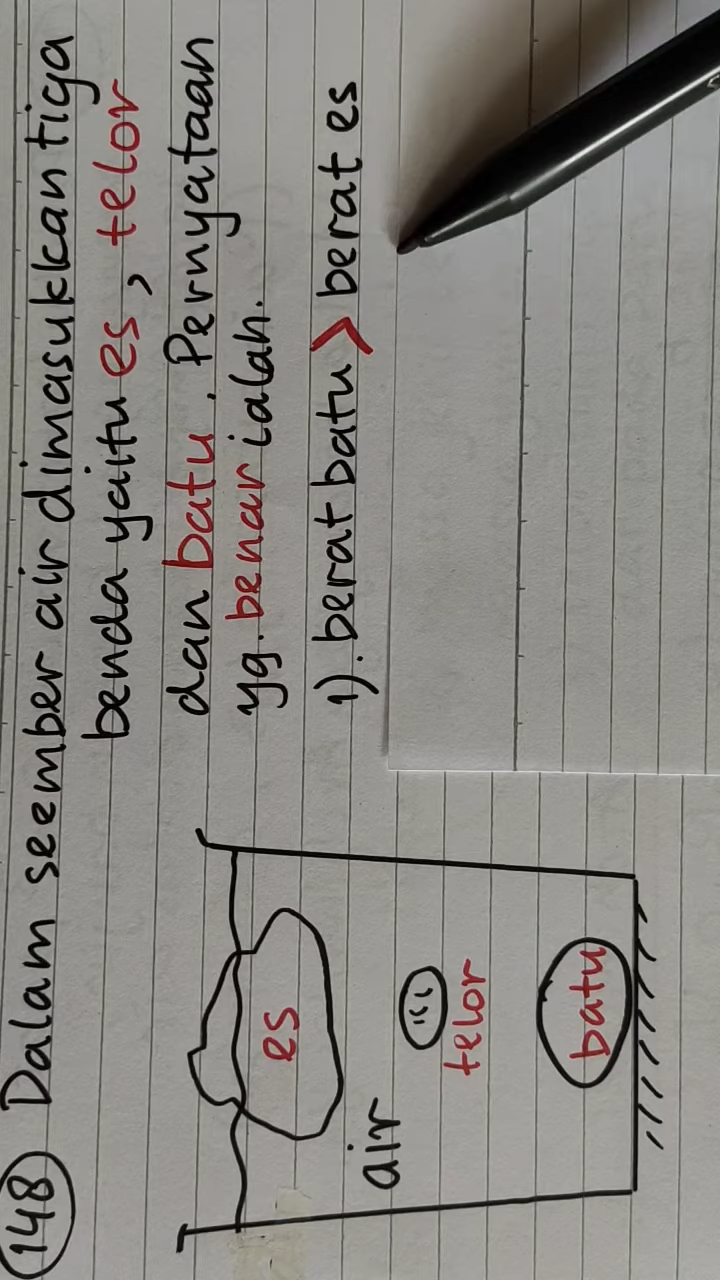 148 Dalam seember air dimasukkan tiga
benda yaitu es, telor
dan batu. Pernyataan
yg. benar ialah.
1). berat batu > berat es
es
air
telor
batu